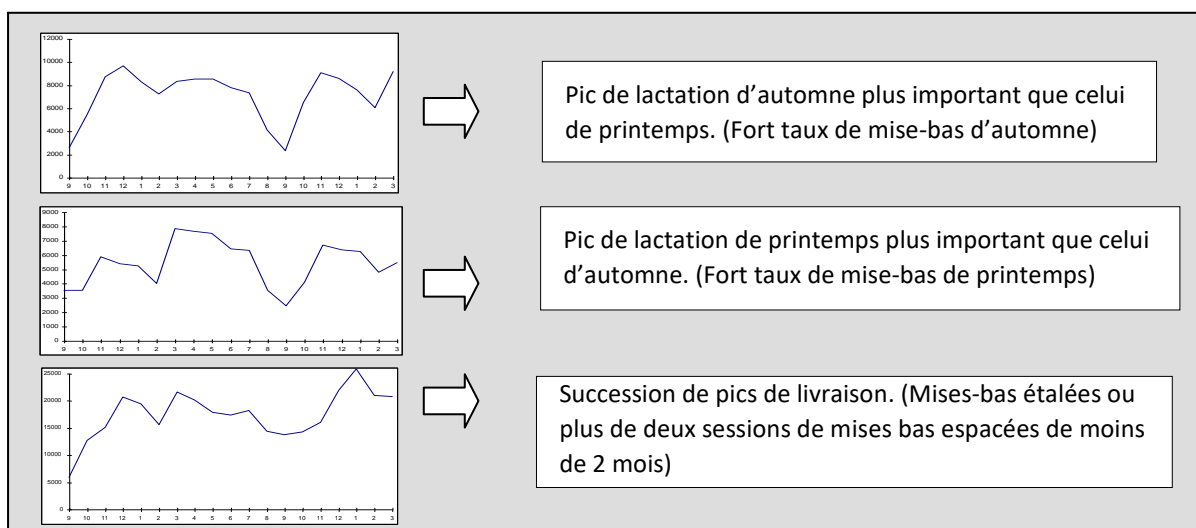 12000
10000
8000
6000
4000
2000
0
9 10 11 12 1 2 3 4 5 6 7 8 9 10 11 12 1 2 3
Pic de lactation d’automne plus important que celui
de printemps. (Fort taux de mise-bas d’automne)
9000
8000
7000
6000
5000
4000
3000
2000
1000
0
9 10 11 12 1 2 3 4 5 6 7 8 9 10 11 12 1 2 3
Pic de lactation de printemps plus important que celui
d’automne. (Fort taux de mise-bas de printemps)
25000
20000
15000
10000
5000
0
9 10 11 12 1 2 3 4 5 6 7 8 9 10 11 12 1 2 3
Succession de pics de livraison. (Mises-bas étalées ou
plus de deux sessions de mises bas espacées de moins
de 2 mois)